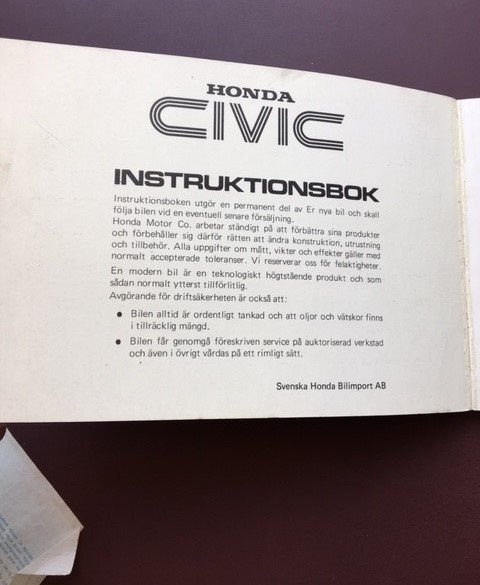 HONDA
CIVIC
INSTRUKTIONSBOK
Instruktionsboken utgör en permanent del av Er nya bil och skall
följa bilen vid en eventuell senare försäljning.
Honda Motor Co. arbetar ständigt på att förbättra sina produkter
och förbehåller sig därför rätten att ändra konstruktion, utrustning
och tillbehör. Alla uppgifter om mått, vikter och effekter gäller med
normalt accepterade toleranser. Vi reserverar oss för felaktigheter.
En modern bil är en teknologiskt högtstående produkt och som
sådan normalt ytterst tillförlitlig.
Avgörande för driftsäkerheten är också att:
● Bilen alltid är ordentligt tankad och att oljor och vätskor finns
i tillräcklig mängd.
● Bilen får genomgå föreskriven service på auktoriserad verkstad
och även i övrigt vårdas på ett rimligt sätt.
Svenska Honda Bilimport AB